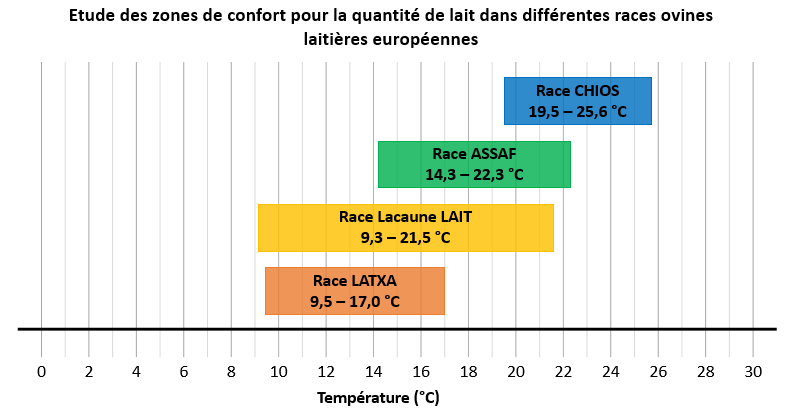 Etude des zones de confort pour la quantité de lait dans différentes races ovines
laitières européennes
Race CHIOS
19,5 – 25,6 °C
Race ASSAF
14,3 – 22,3 °C
Race Lacaune LAIT
9,3 – 21,5 °C
Race LATXA
9,5 – 17,0 °C
0 2 4 6 8 10 12 14 16 18 20 22 24 26 28 30
Température (°C)